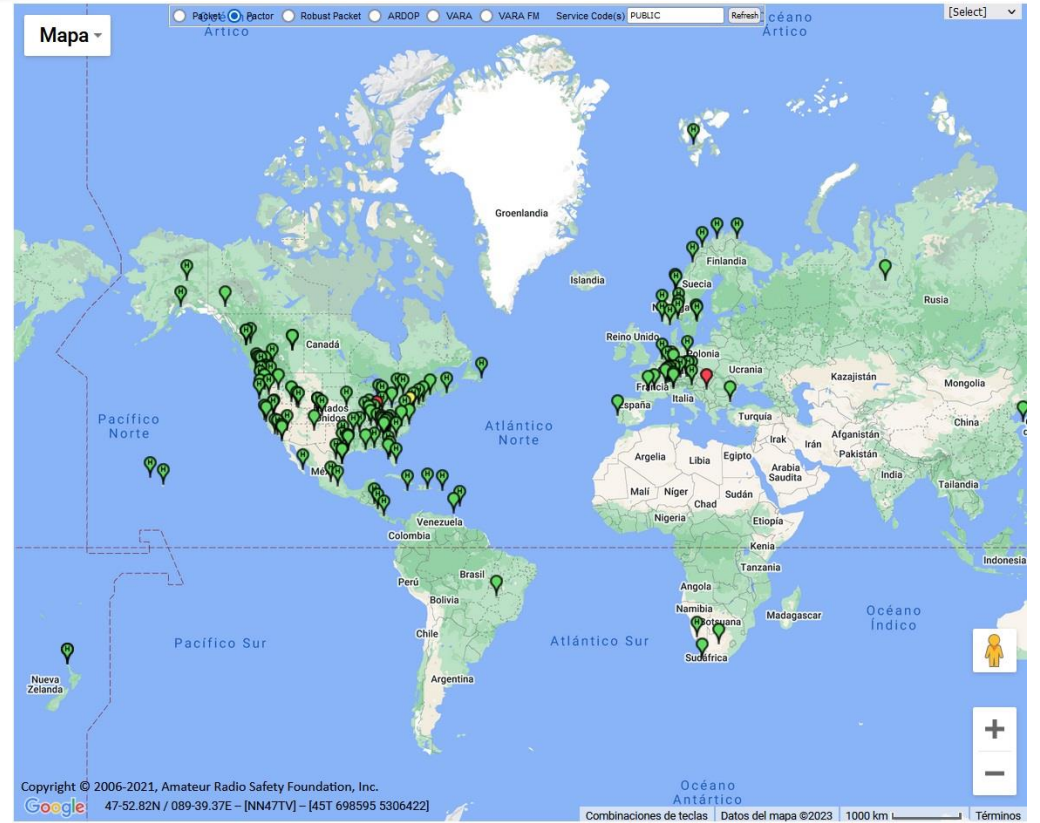 Packet Pactor Robust Packet ARDOP VARA VARA FM Service Code(s) PUBLIC Refresh
[Select]
Mapa
Océano
Ártico
Groenlandia
Islandia
Finlandia
Suecia
Rusia
Canadá
Reino Unido
Polonia
Ucrania
Francia
Kazajistán
Mongolia
España
Italia
Estados
Unidos
Turquía
China
Pacífico
Norte
Atlántico
Norte
Afganistán
Irak
Irán
Pakistán
Argelia
Libia
Egipto
Arabia
Saudita
India
Tailandia
Malí
Níger
Chad
Sudán
Nigeria
Etiopía
Venezuela
Colombia
Kenia
Tanzania
Indonesia
Perú
Brasil
Bolivia
Angola
Namibia
Botsuana
Madagascar
Océano
Índico
Chile
Pacífico Sur
Atlántico Sur
Sudáfrica
Nueva
Zelanda
Argentina
Océano
Antártico
Copyright © 2006-2021, Amateur Radio Safety Foundation, Inc.
Google
47-52.82N / 089-39.37E – [NN47TV] – [45T 698595 5306422]
Combinaciones de teclas
Datos del mapa ©2023
1000 km
Términos